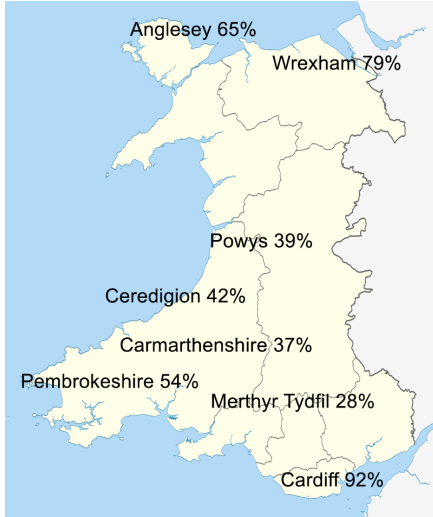 Anglesey 65%
Wrexham 79%
Powys 39%
Ceredigion 42%
Carmarthenshire 37%
Pembrokeshire 54%
Merthyr Tydfil 28%
Cardiff 92%